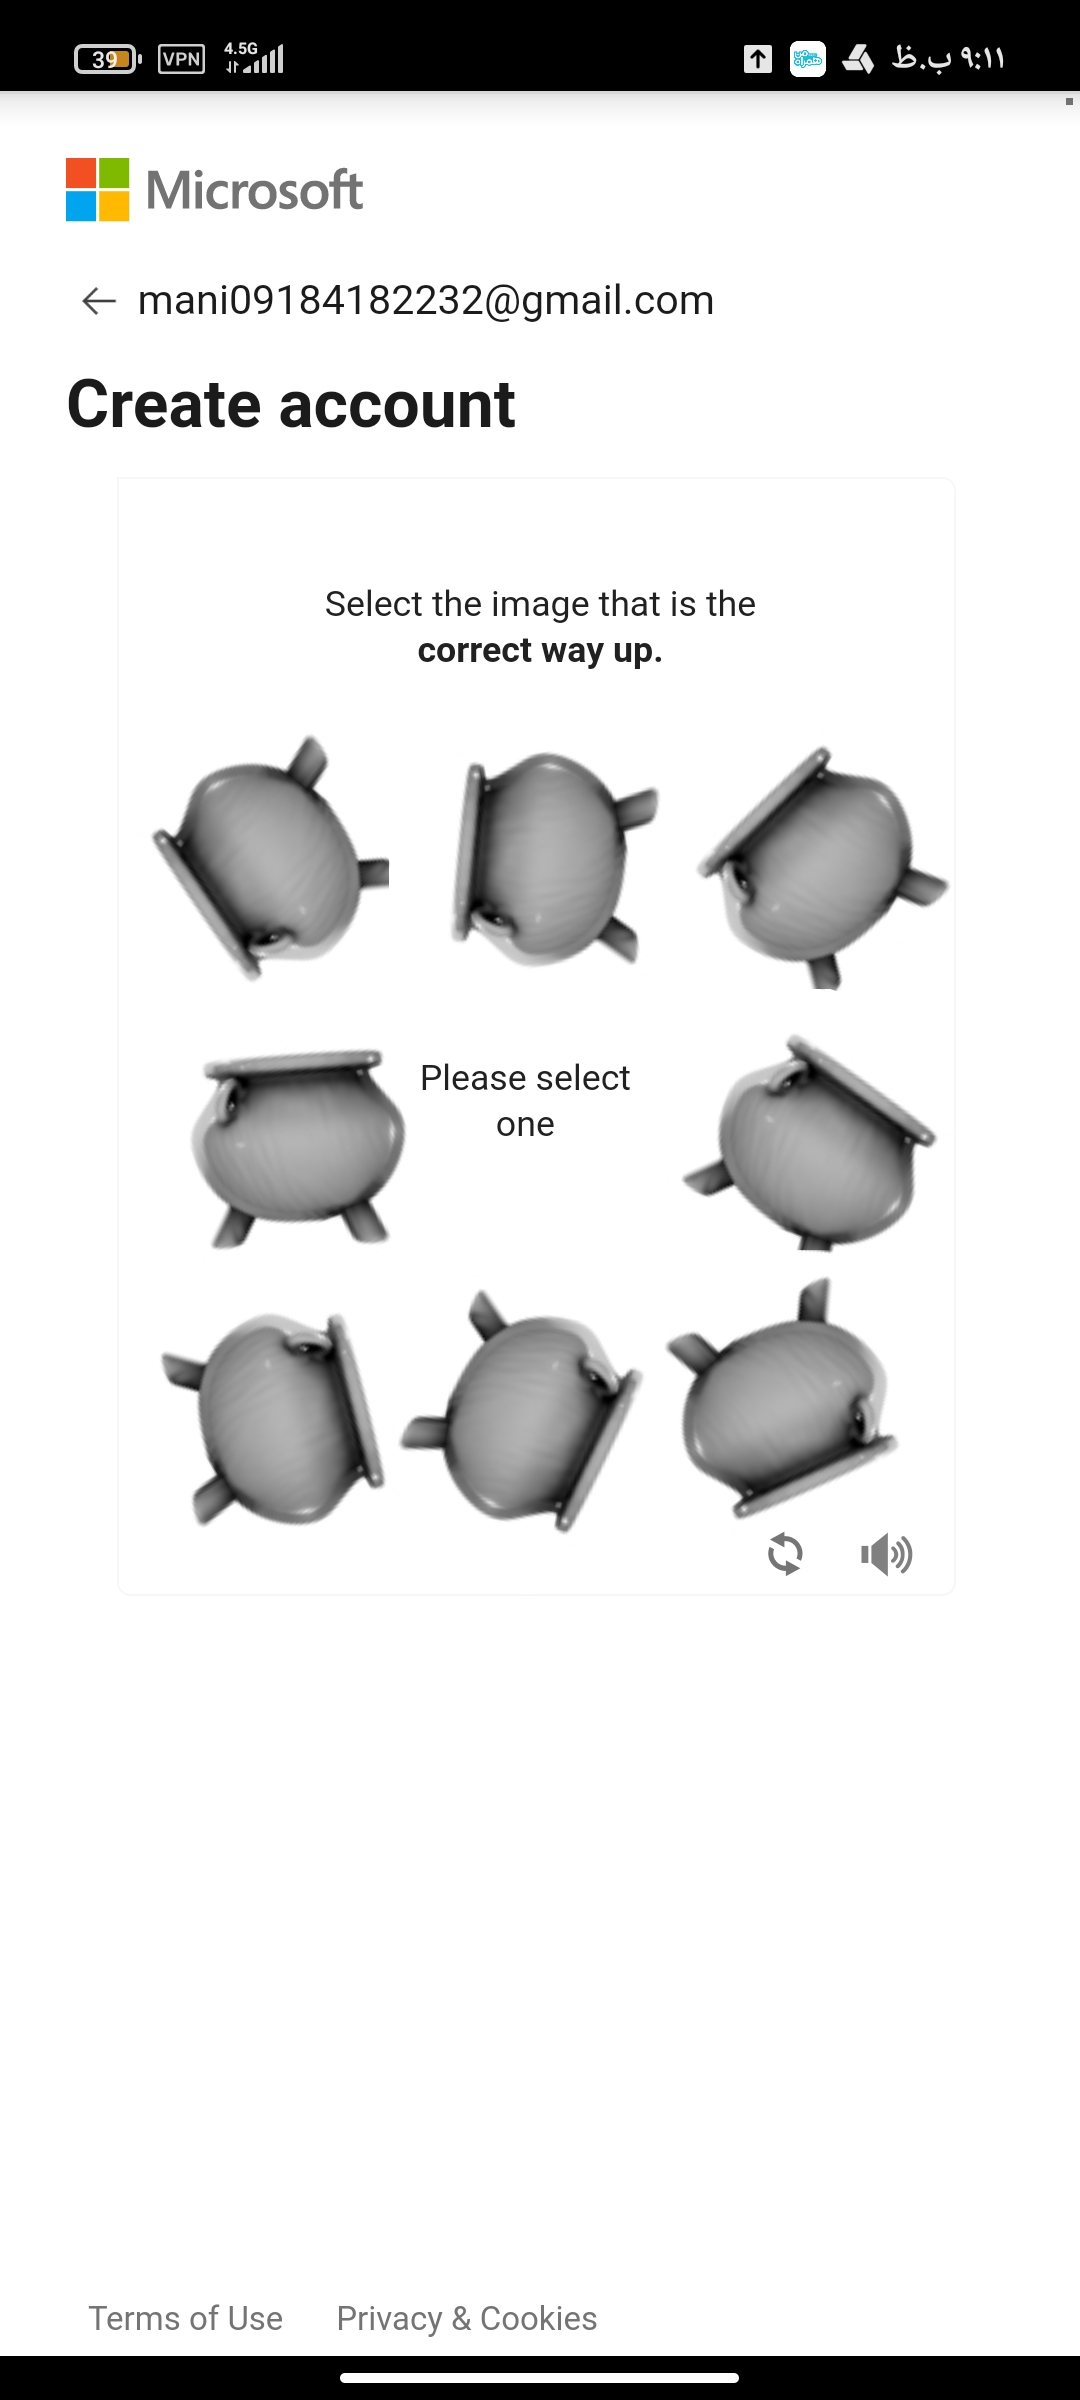 39 VPN 4.5G ۹:۱۱ ب.ظ
Microsoft
mani09184182232@gmail.com
Create account
Select the image that is the
correct way up.
Please select
one
Terms of Use Privacy & Cookies